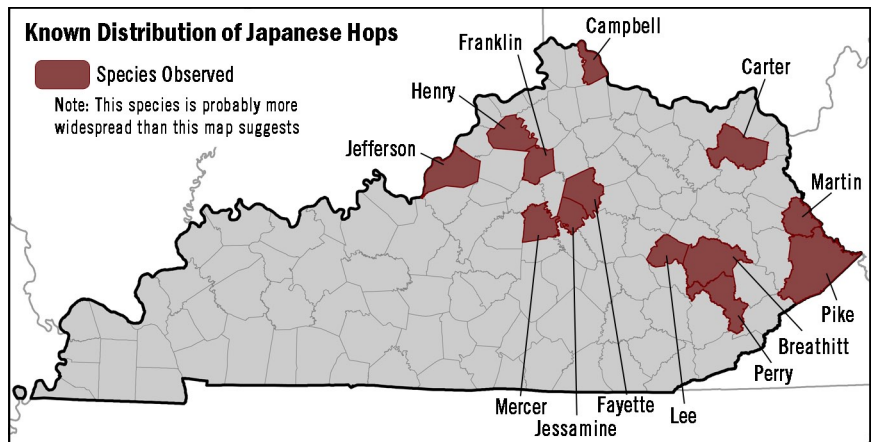 Known Distribution of Japanese Hops
Species Observed
Note: This species is probably more
widespread than this map suggests
Campbell
Franklin
Carter
Henry
Jefferson
Martin
Pike
Breathitt
Perry
Mercer
Fayette
Lee
Jessamine